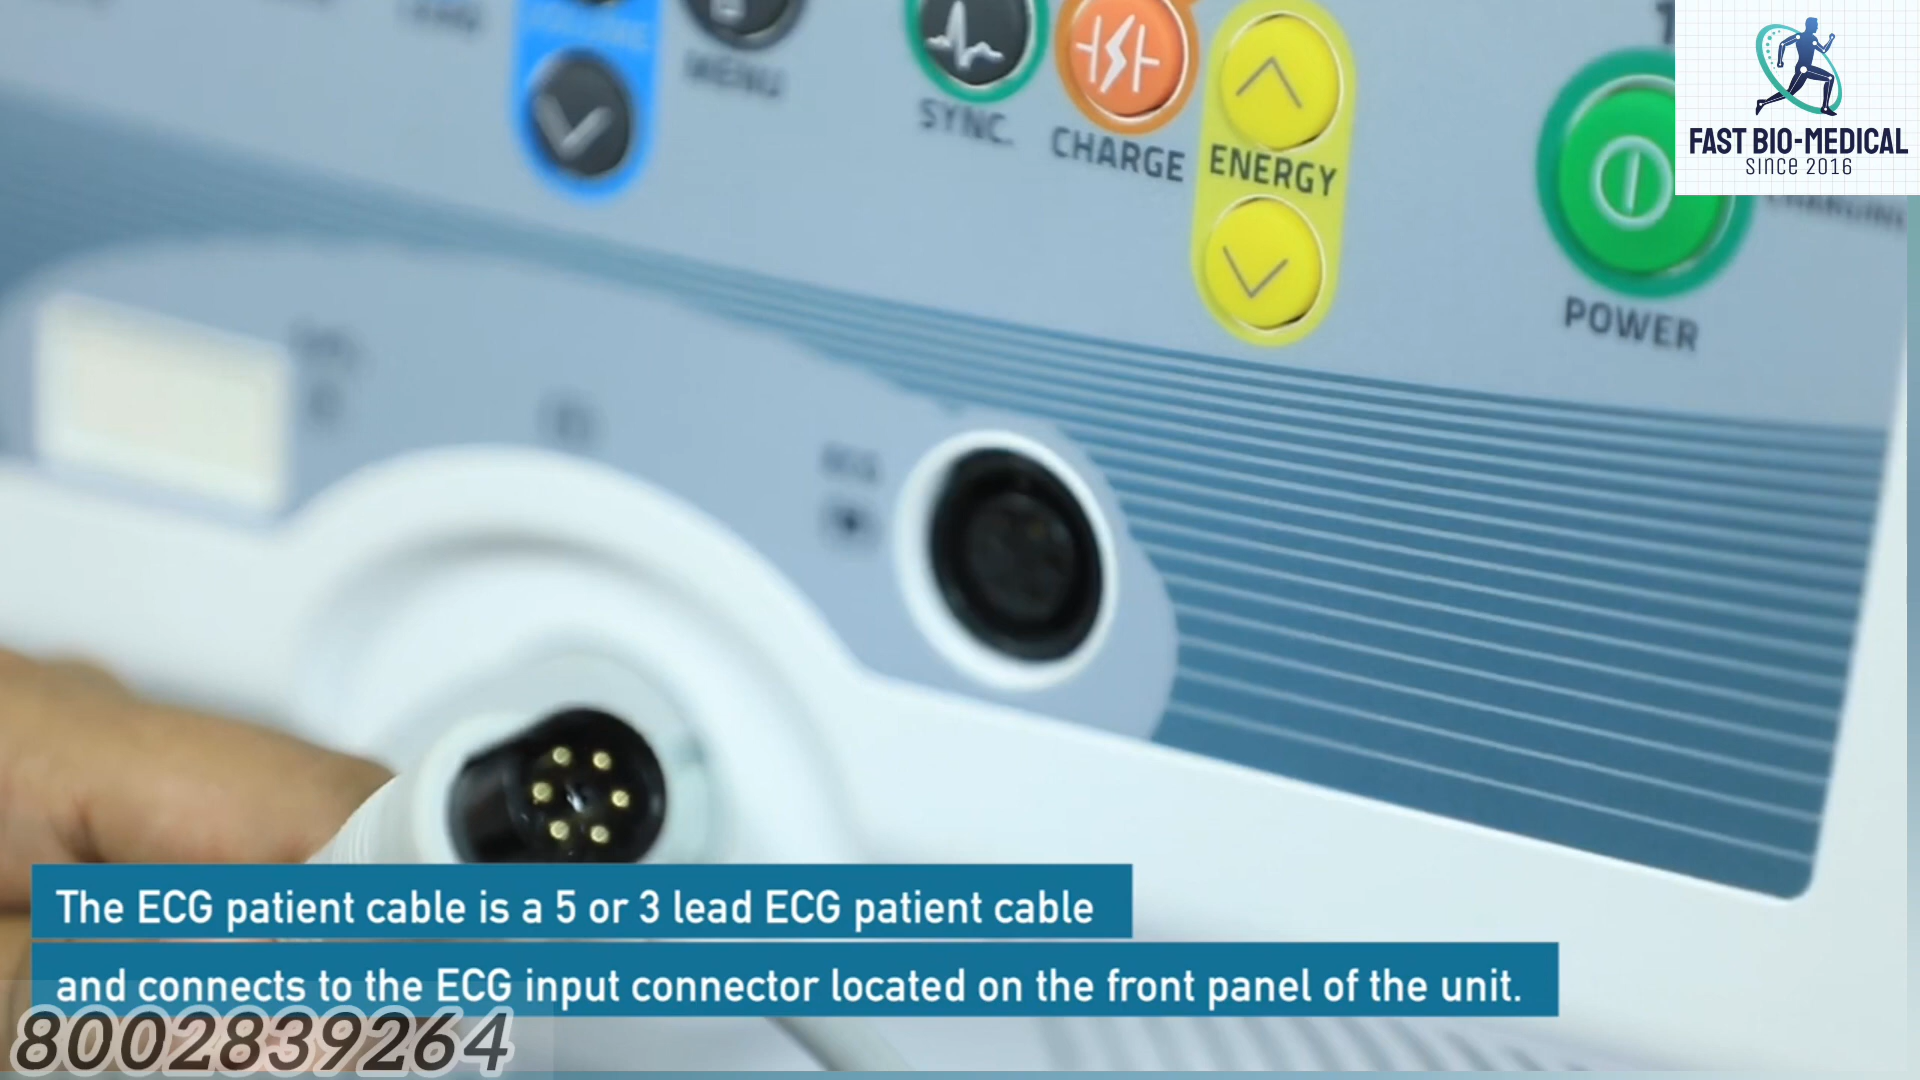 MENU
SYNC.
CHARGE
ENERGY
POWER
FAST BIO-MEDICAL
Since 2016
The ECG patient cable is a 5 or 3 lead ECG patient cable
and connects to the ECG input connector located on the front panel of the unit.
8002839264